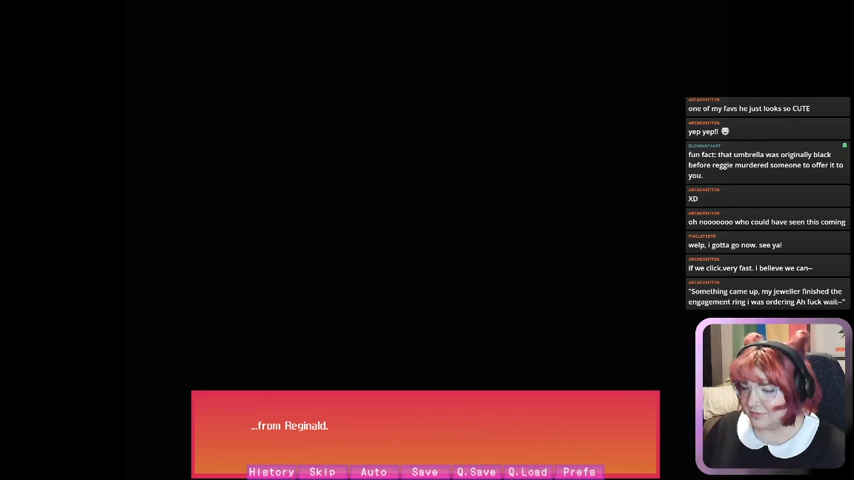 ARCADEKITTEN
one of my favs he just looks so CUTE
ARCADEKITTEN
yep yep!!
fun fact: that umbrella was originally black
before reggie murdered someone to offer it to
you.
ARCADEKITTEN
XD
ARCADEKITTEN
oh nooooooo who could have seen this coming
welp, i gotta go now. see ya!
ARCADEKITTEN
if we click.very fast. i believe we can--
ARCADEKITTEN
"Something came up, my jeweller finished the
engagement ring i was ordering Ah fuck wait--"
...from Reginald.
History Skip Auto Save Q.Save Q.Load Prefs